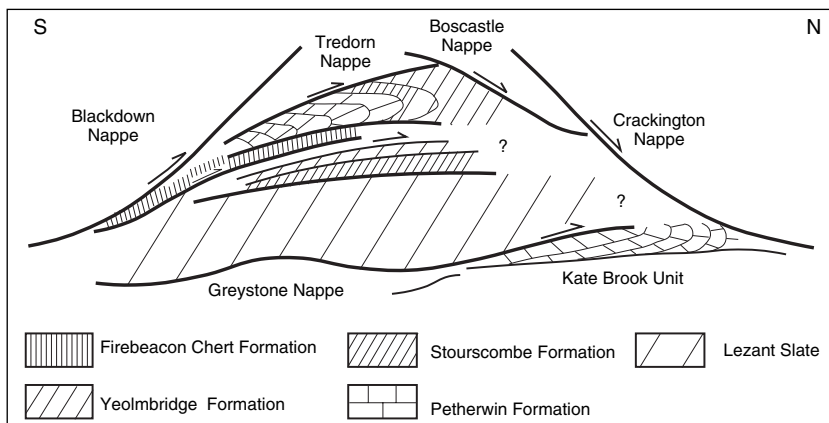 S
N
Tredorn
Nappe
Boscastle
Nappe
Blackdown
Nappe
Crackington
Nappe
?
?
Greystone Nappe
Kate Brook Unit
Firebeacon Chert Formation
Stourscombe Formation
Lezant Slate
Yeolmbridge Formation
Petherwin Formation